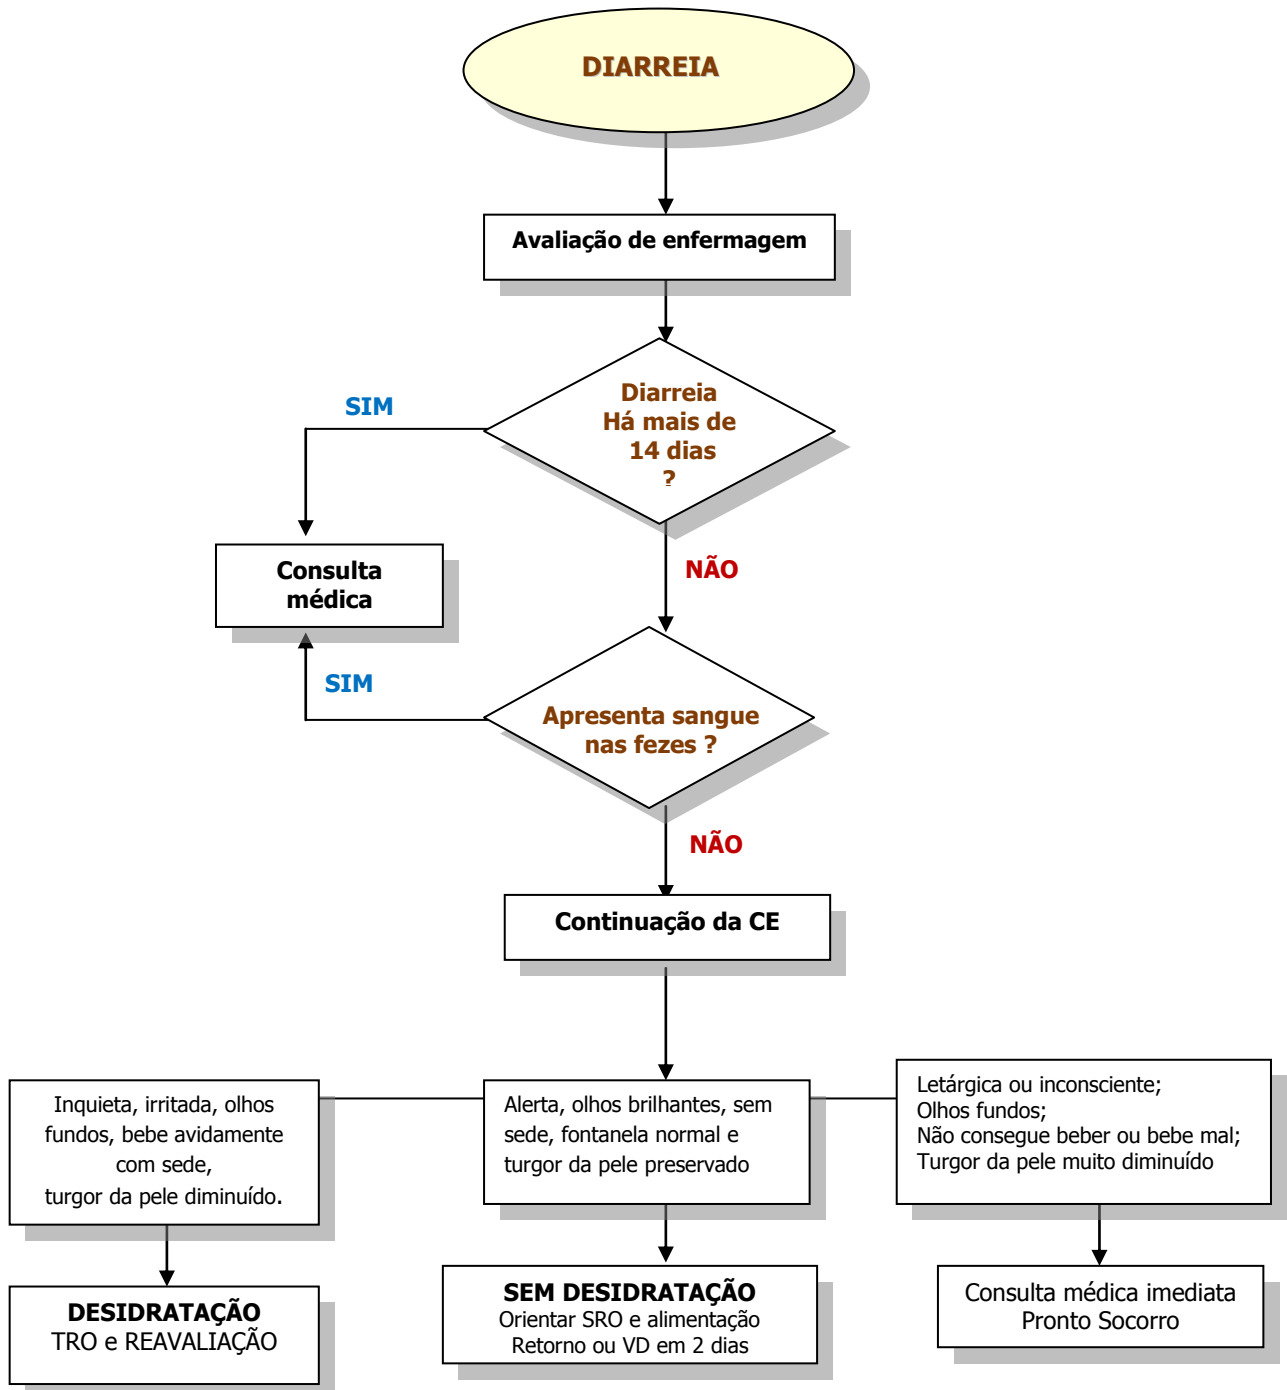 DIARREIA
Avaliação de enfermagem
Diarreia
Há mais de
14 dias
?
SIM
Consulta
médica
NÃO
SIM
Apresenta sangue
nas fezes ?
NÃO
Continuação da CE
Inquieta, irritada, olhos
fundos, bebe avidamente
com sede,
turgor da pele diminuído.
Alerta, olhos brilhantes, sem
sede, fontanela normal e
turgor da pele preservado
Letárgica ou inconsciente;
Olhos fundos;
Não consegue beber ou bebe mal;
Turgor da pele muito diminuído
DESIDRATAÇÃO
TRO e REAVALIAÇÃO
SEM DESIDRATAÇÃO
Orientar SRO e alimentação
Retorno ou VD em 2 dias
Consulta médica imediata
Pronto Socorro